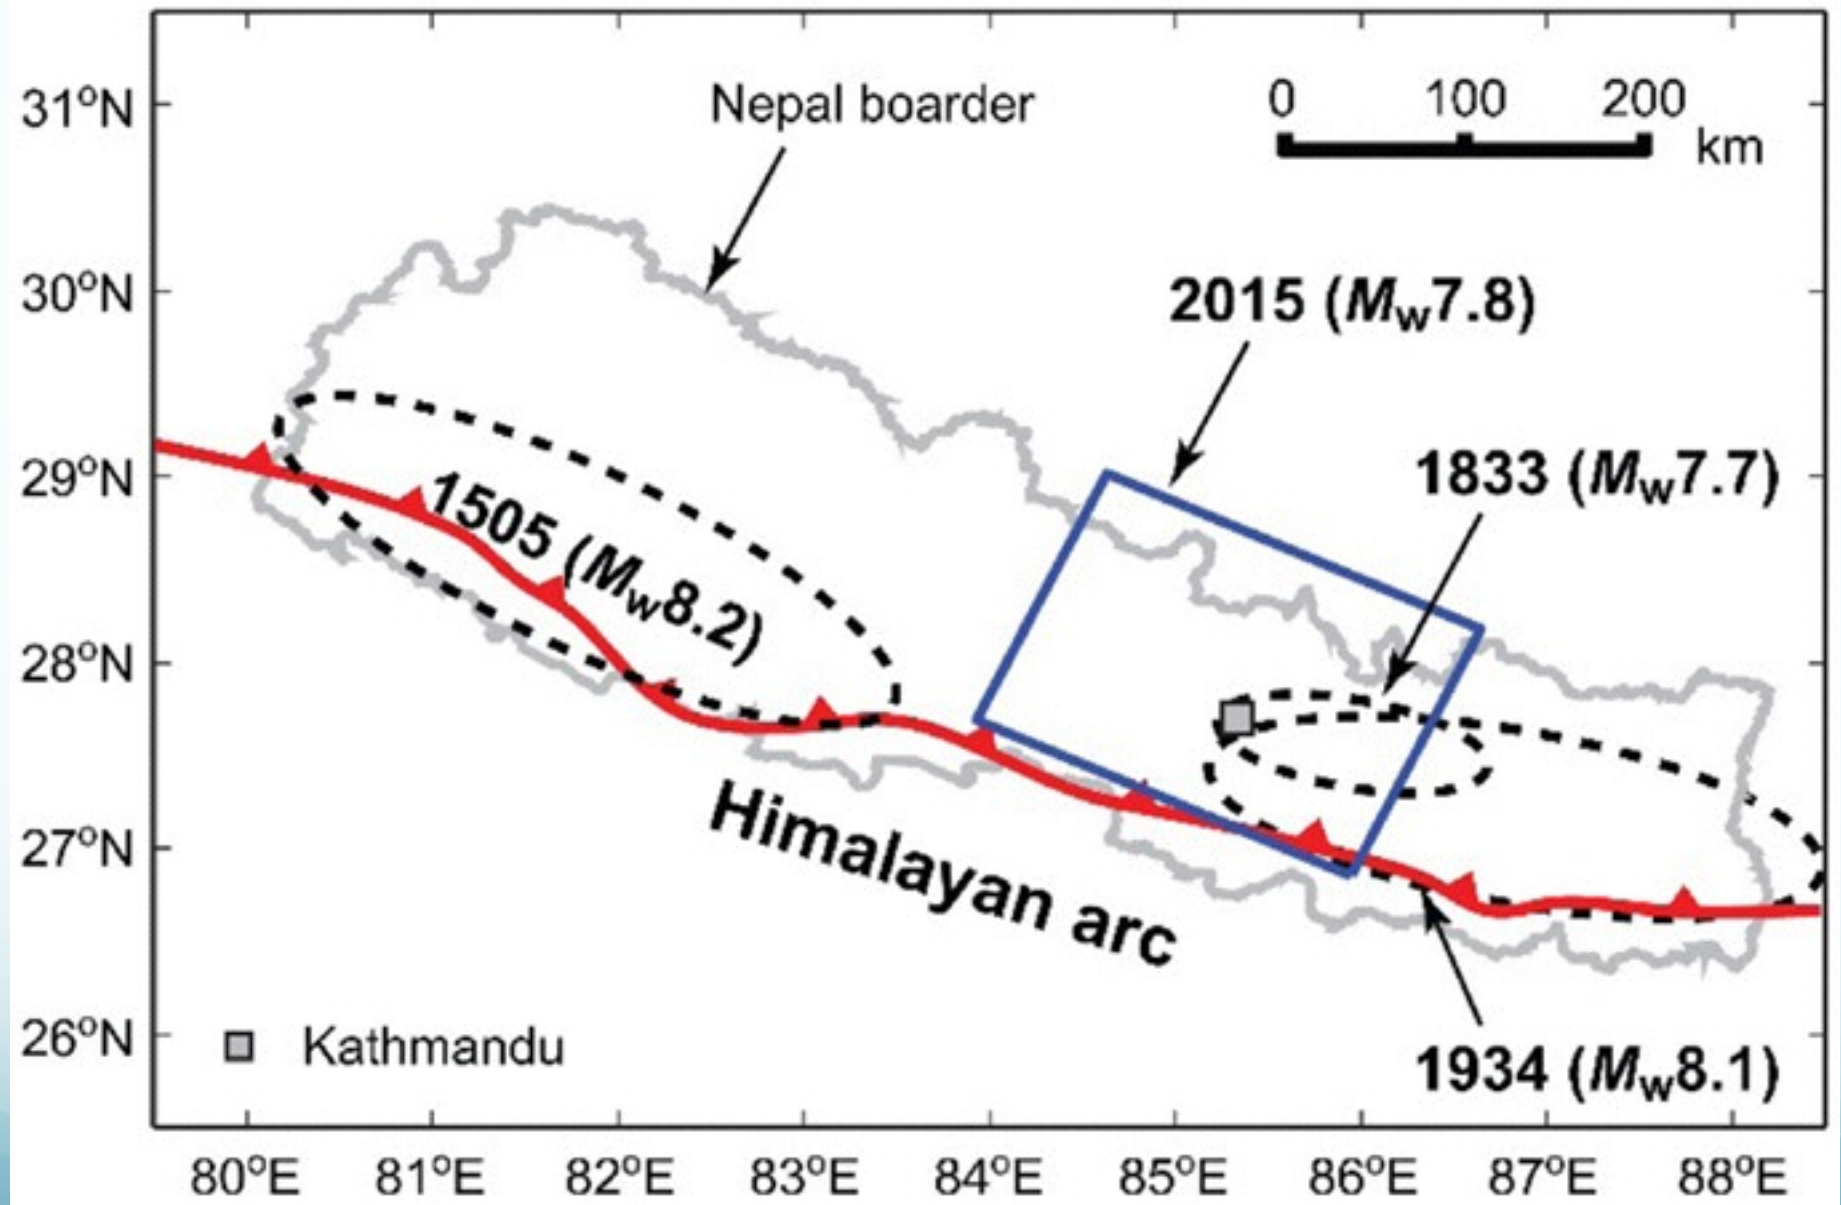 31°N
30°N
29°N
28°N
27°N
26°N
Nepal boarder
0 100 200
km
2015 (Mw7.8)
1833 (Mw7.7)
1505 (Mw8.2)
Himalayan arc
1934 (Mw8.1)
Kathmandu
80°E 81°E 82°E 83°E 84°E 85°E 86°E 87°E 88°E